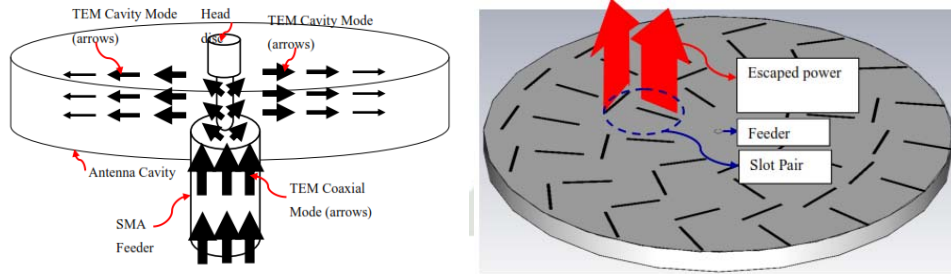 TEM Cavity Mode
(arrows)
Head
disc
TEM Cavity Mode
(arrows)
Antenna Cavity
SMA
Feeder
TEM Coaxial
Mode (arrows)
Escaped power
Feeder
Slot Pair